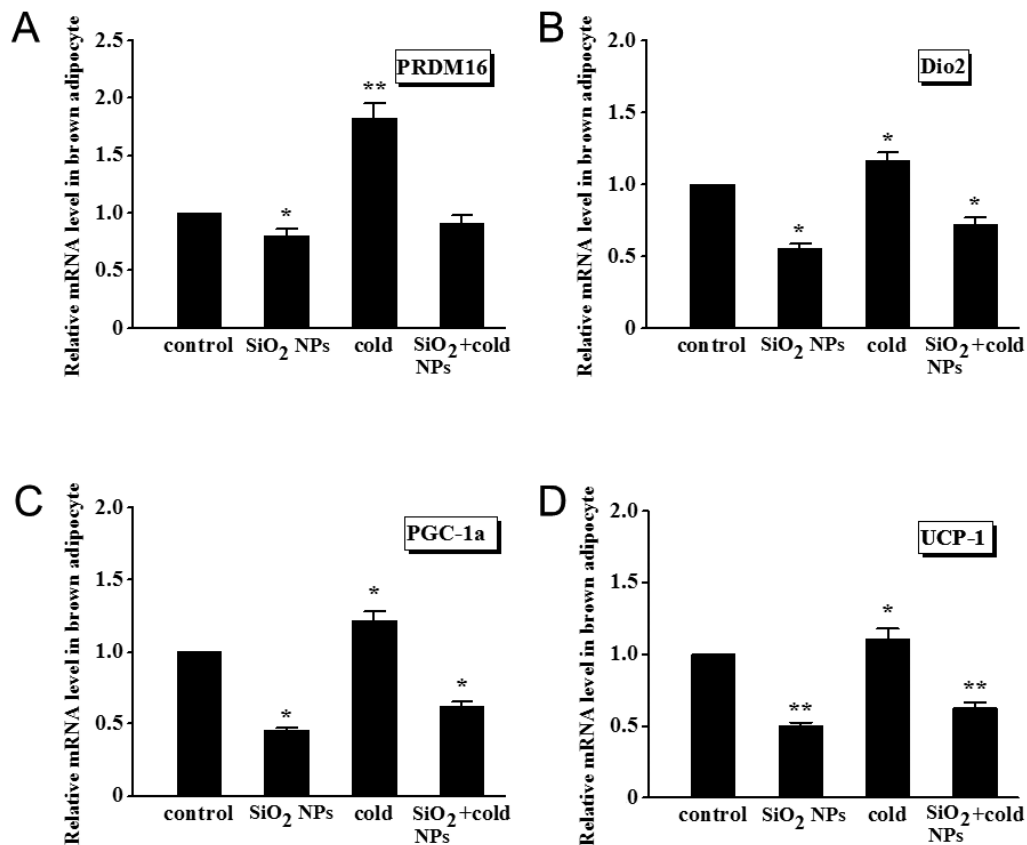 A
Relative mRNA level in brown adipocyte
2.5
2.0
1.5
1.0
0.5
0
PRDM16
**
*
control
SiO₂ NPs
cold
SiO₂+cold
NPs
B
Relative mRNA level in brown adipocyte
2.0
1.5
1.0
0.5
0
Dio2
*
*
*
control
SiO₂ NPs
cold
SiO₂+cold
NPs
C
Relative mRNA level in brown adipocyte
2.0
1.5
1.0
0.5
0
PGC-1a
*
*
*
control
SiO₂ NPs
cold
SiO₂+cold
NPs
D
Relative mRNA level in brown adipocyte
2.0
1.5
1.0
0.5
0
UCP-1
*
**
**
control
SiO₂ NPs
cold
SiO₂+cold
NPs